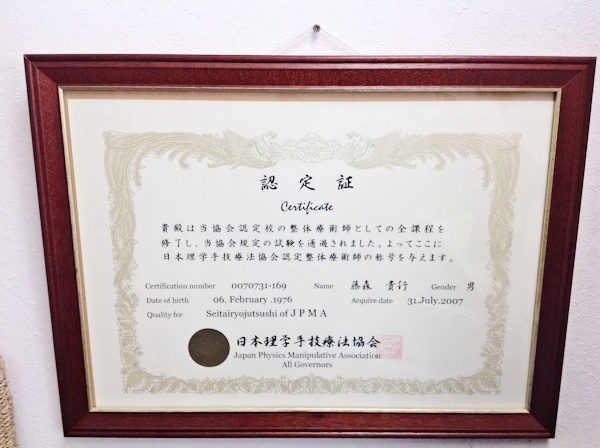 認定証
Certificate
貴殿は当協会認定校の整体療術師としての全課程を
修了し、当協会規定の試験を通過されました。よってここに
日本理学手技療法協会認定整体療術師の称号を与えます。
Certification number 0070731-169 Name 藤森 貴行 Gender 男
Date of birth 06. February .1976 Acquire date 31.July.2007
Quality for Seitairyojutsushi of J P M A
日本理学手技療法協会
Japan Physics Manipulative Association
All Governors